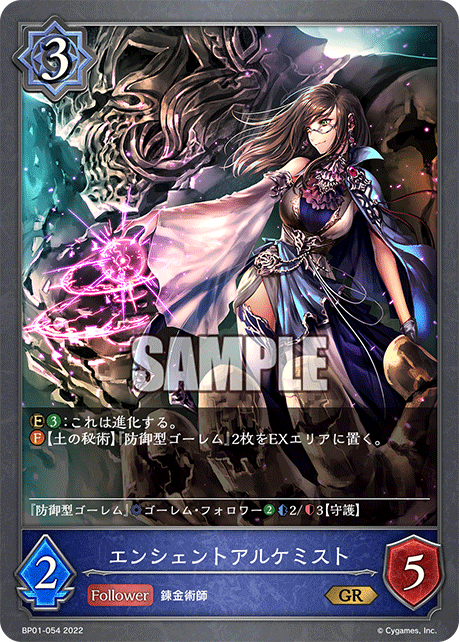 3
SAMPLE
E 3:これは進化する。
F【土の秘術】『防御型ゴーレム』2枚をEXエリアに置く。
『防御型ゴーレム』ゴーレム・フォロワー2 2/3【守護】
エンシェントアルケミスト
2
Follower 錬金術師
GR
5
BP01-054 2022
© Cygames, Inc.